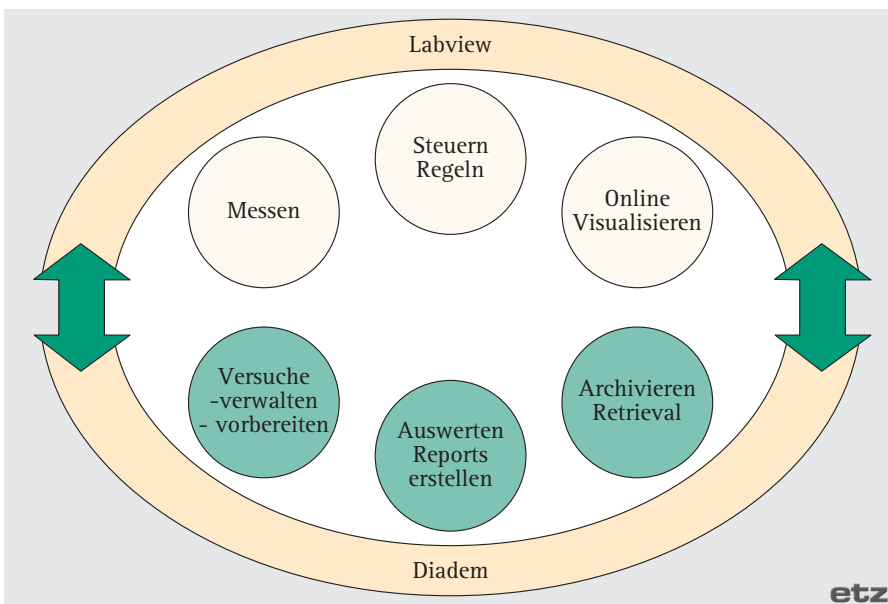 Labview
Steuern
Regeln
Messen
Online
Visualisieren
Versuche
-verwalten
- vorbereiten
Auswerten
Reports
erstellen
Archivieren
Retrieval
Diadem
etz